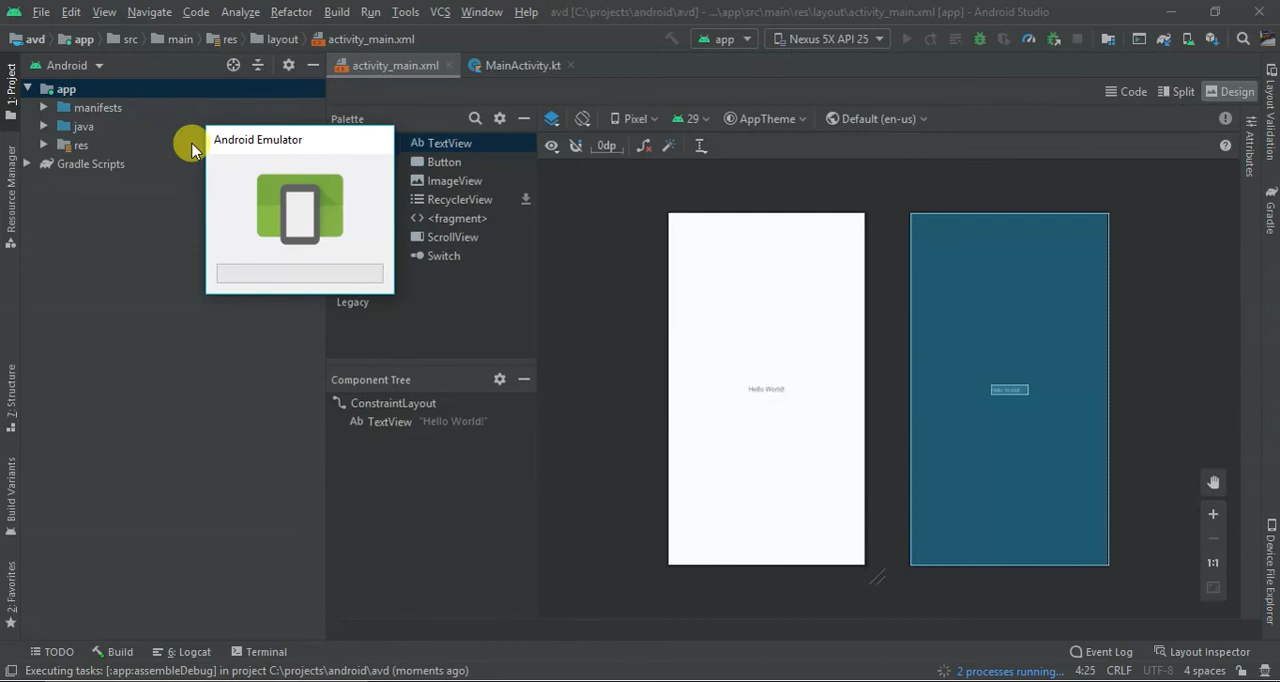 File Edit View Navigate Code Analyze Refactor Build Run Tools VCS Window Help avd [C:\projects\android\avd] - ...\app\src\main\res\layout\activity_main.xml [app] - Android Studio
avd app src main res layout activity_main.xml app Nexus 5X API 25
1: Project Android activity_main.xml MainActivity.kt
app Code Split Design
manifests Palette Pixel 29 AppTheme Default (en-us)
java
res
Gradle Scripts
Android Emulator
Ab TextView
Button
ImageView
RecyclerView
<fragment>
ScrollView
Switch
Legacy
0dp
Component Tree
ConstraintLayout
Ab TextView "Hello World!"
Hello World!
Hello World!
1:1
Resource Manager
7: Structure
Build Variants
2: Favorites
Layout Validation
Attributes
Gradle
Device File Explorer
TODO Build 6: Logcat Terminal Event Log Layout Inspector
Executing tasks: [:app:assembleDebug] in project C:\projects\android\avd (moments ago) 2 processes running... 4:25 CRLF UTF-8 4 spaces